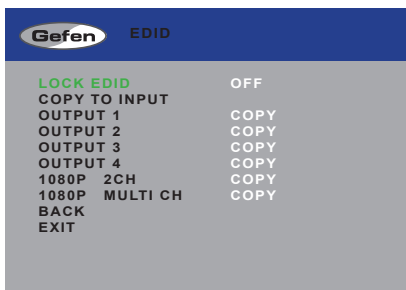 Gefen EDID
LOCK EDID OFF
COPY TO INPUT
OUTPUT 1 COPY
OUTPUT 2 COPY
OUTPUT 3 COPY
OUTPUT 4 COPY
1080P 2CH COPY
1080P MULTI CH COPY
BACK
EXIT